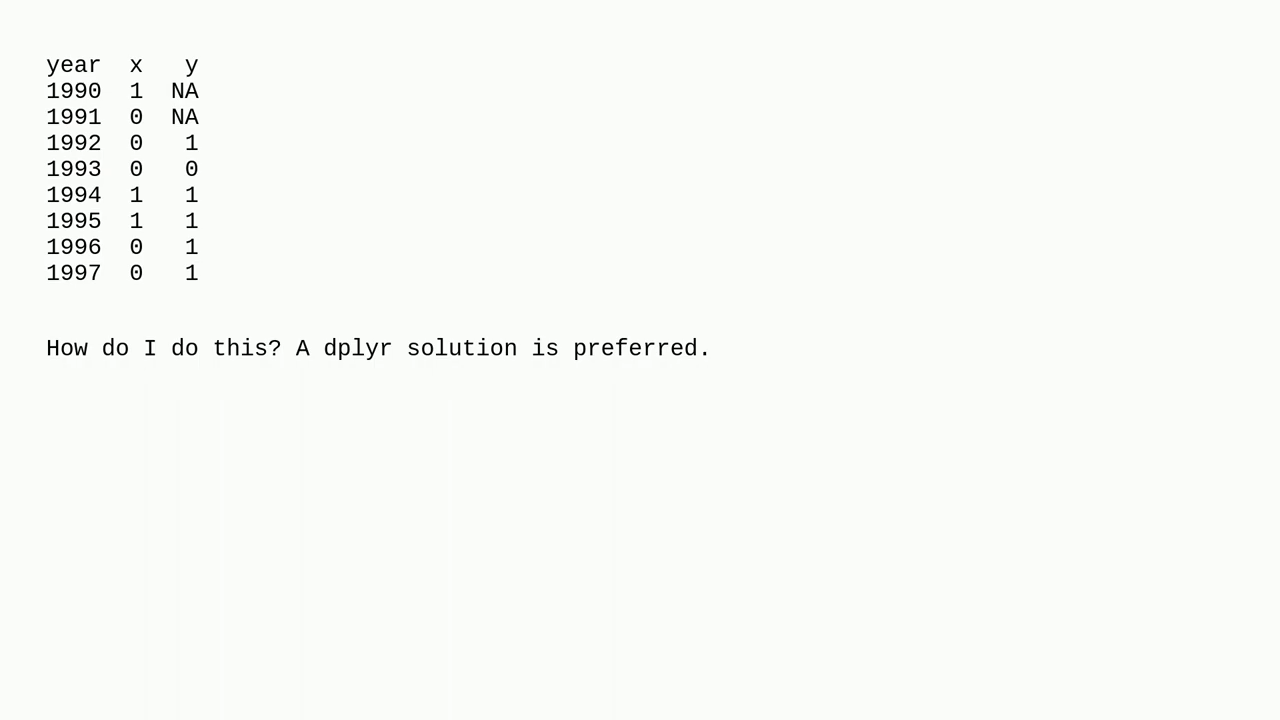 year  x   y
1990  1  NA
1991  0  NA
1992  0   1
1993  0   0
1994  1   1
1995  1   1
1996  0   1
1997  0   1
How do I do this? A dplyr solution is preferred.